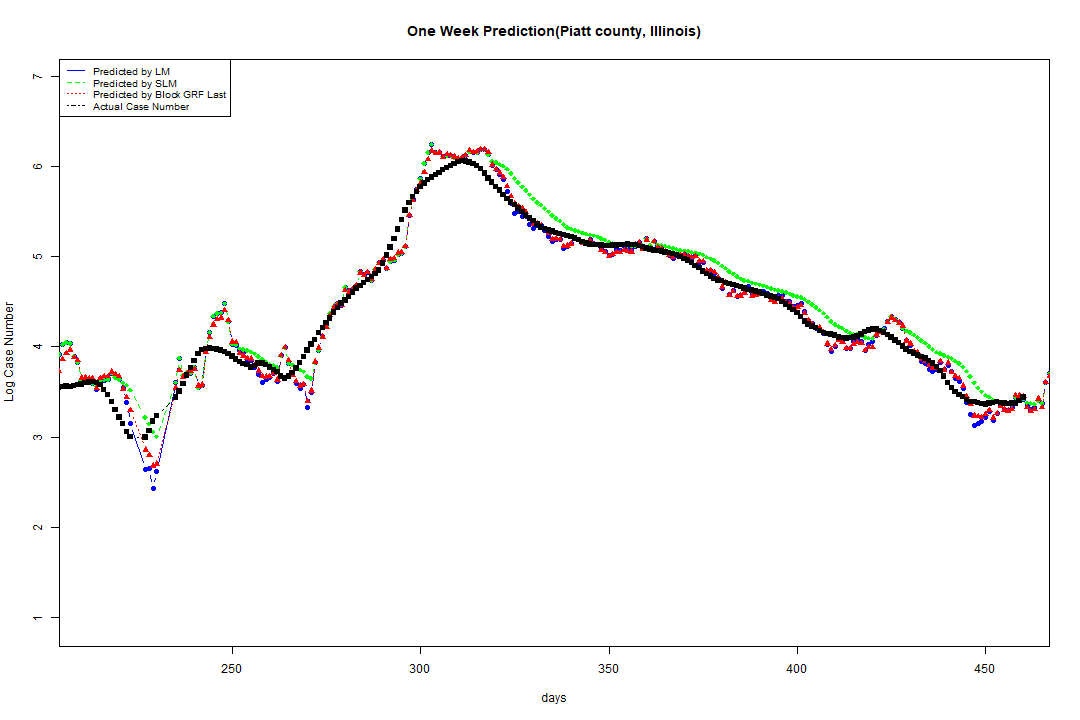 One Week Prediction(Piatt county, Illinois)
Predicted by LM
Predicted by SLM
Predicted by Block GRF Last
Actual Case Number
7
6
5
4
3
2
1
Log Case Number
250
300
350
400
450
days